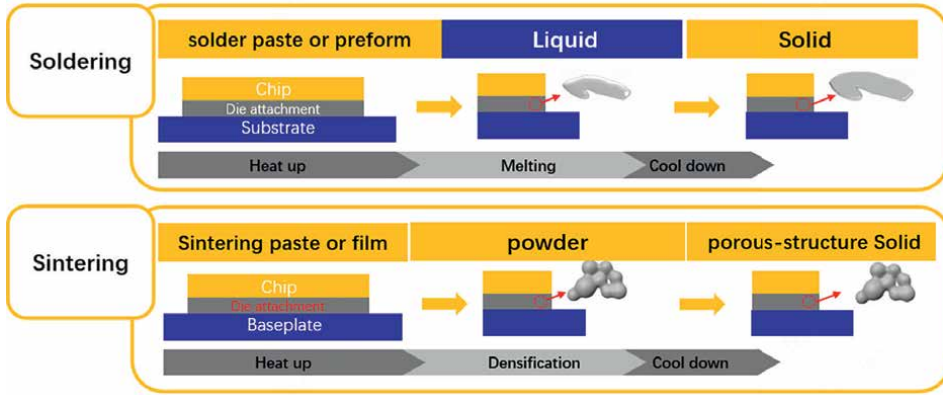 Soldering
solder paste or preform
Liquid
Solid
Chip
Die attachment
Substrate
Heat up
Melting
Cool down
Sintering
Sintering paste or film
powder
porous-structure Solid
Chip
Die attachment
Baseplate
Heat up
Densification
Cool down